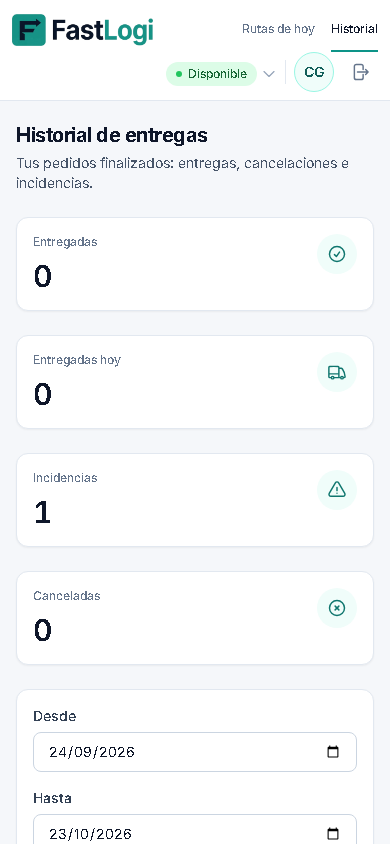 FastLogi
Rutas de hoy
Historial
Disponible
CG
Historial de entregas
Tus pedidos finalizados: entregas, cancelaciones e
incidencias.
Entregadas
0
Entregadas hoy
0
Incidencias
1
Canceladas
0
Desde
24/09/2026
Hasta
23/10/2026